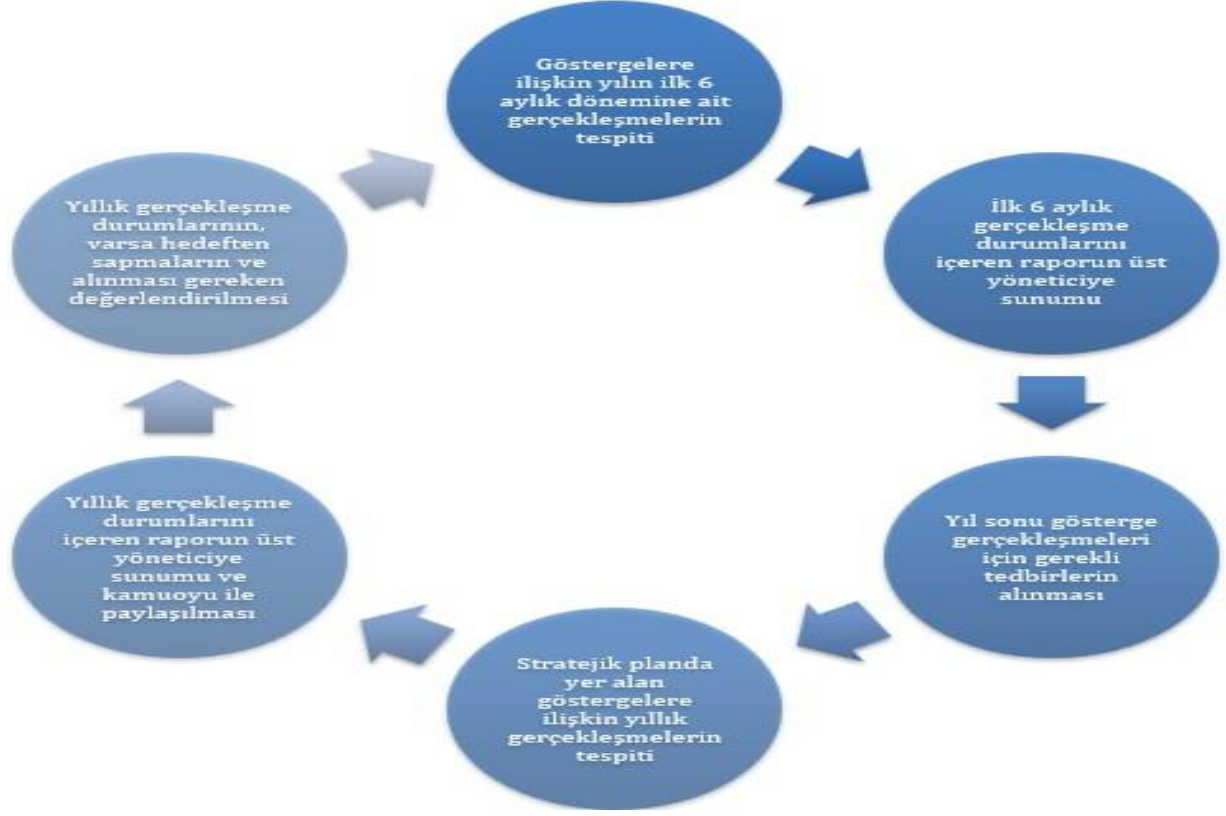 Göstergelere
ilişkin yılın ilk 6
aylık dönemine ait
gerçekleşmelerin
tespiti
İlk 6 aylık
gerçekleşme
durumlarını
içeren raporun üst
yöneticiye
sunumu
Yıl sonu gösterge
gerçekleşmeleri
için gerekli
tedbirlerin
alınması
Stratejik planda
yer alan
göstergelere
ilişkin yıllık
gerçekleşmelerin
tespiti
Yıllık gerçekleşme
durumlarını
içeren raporun üst
yöneticiye
sunumu ve
kamuoyu ile
paylaşılması
Yıllık gerçekleşme
durumlarının,
varsa hedeften
sapmaların ve
alınması gereken
değerlendirilmesi